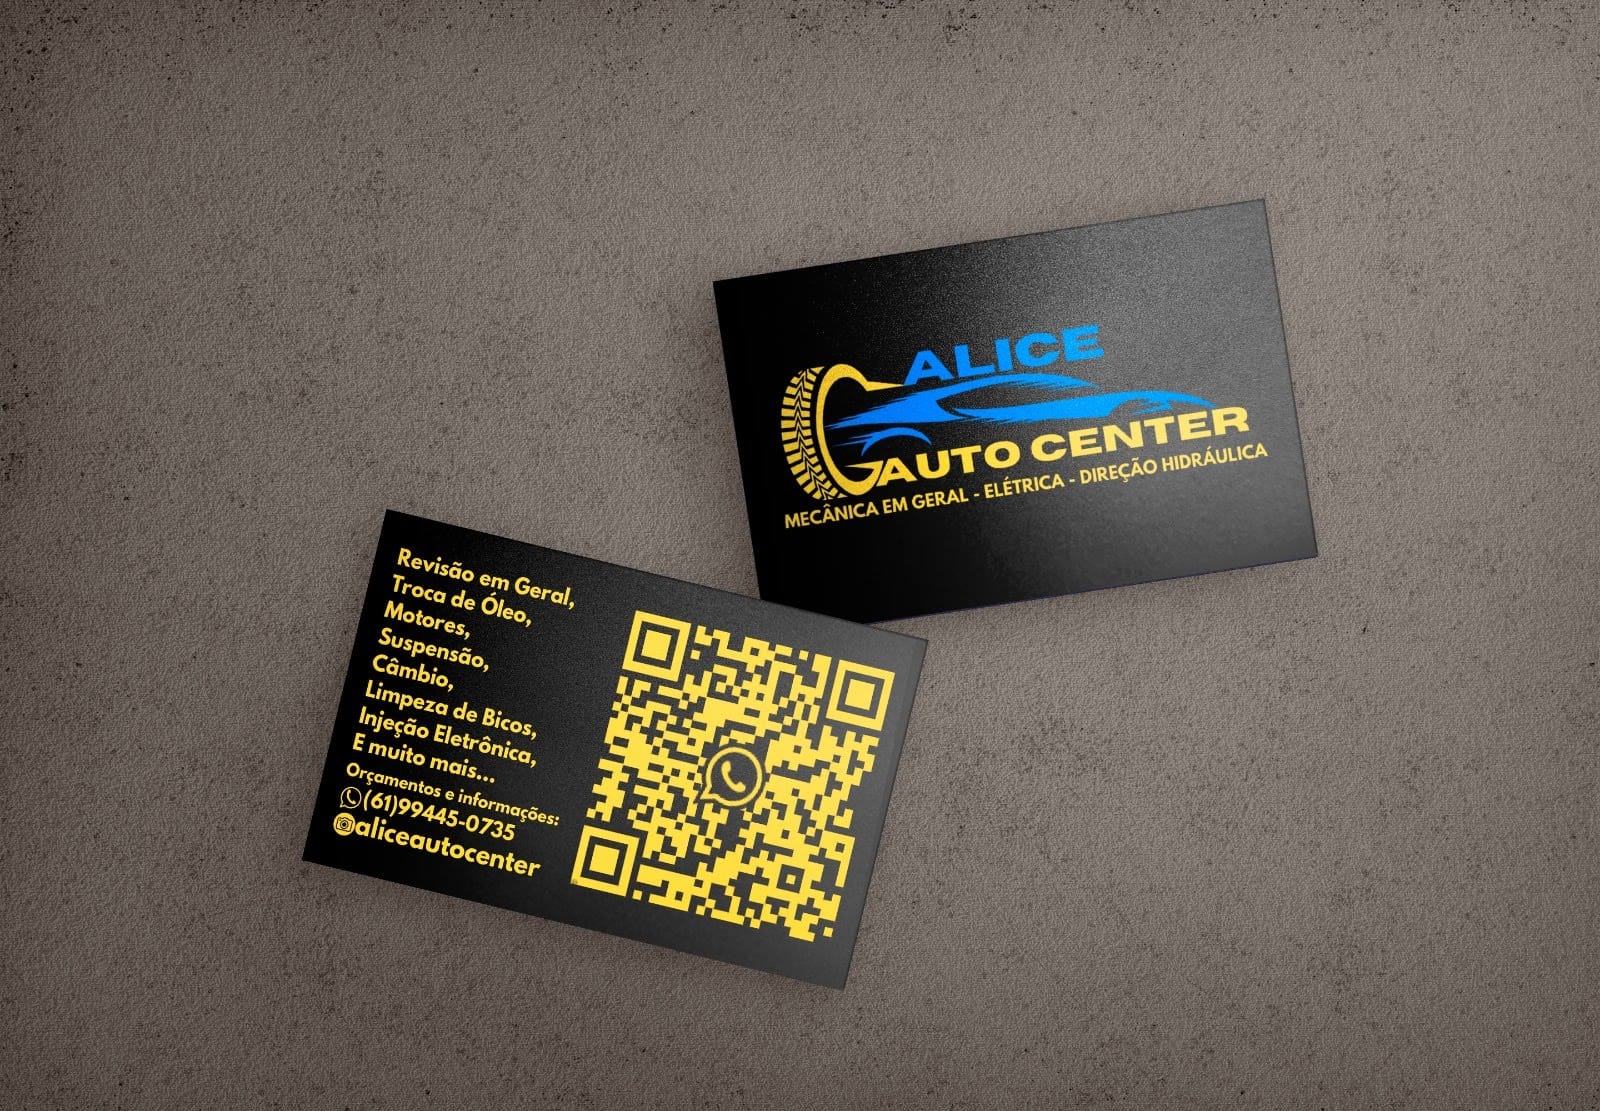 ALICE
AUTO CENTER
MECÂNICA EM GERAL - ELÉTRICA - DIREÇÃO HIDRÁULICA
Revisão em Geral,
Troca de Óleo,
Motores,
Suspensão,
Câmbio,
Limpeza de Bicos,
Injeção Eletrônica,
E muito mais...
Orçamentos e informações:
(61)99445-0735
@aliceautocenter